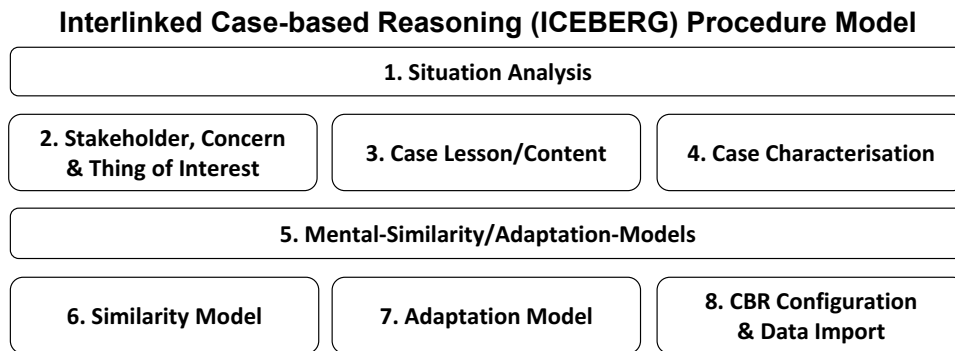 Interlinked Case-based Reasoning (ICEBERG) Procedure Model
1. Situation Analysis
2. Stakeholder, Concern
& Thing of Interest
3. Case Lesson/Content
4. Case Characterisation
5. Mental-Similarity/Adaptation-Models
6. Similarity Model
7. Adaptation Model
8. CBR Configuration
& Data Import